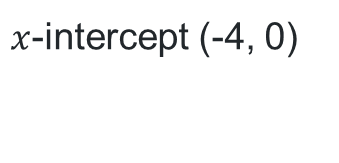 x-intercept (-4, 0)